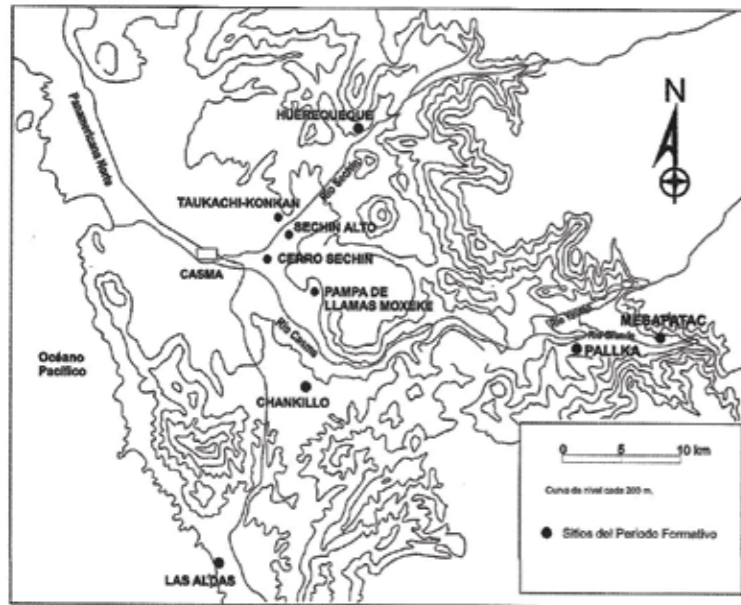 N
Panamericana Norte
HUEREQUEQUE
Río Sechín
TAUKACHI-KONKAN
SECHIN ALTO
CERRO SECHIN
CASMA
PAMPA DE
LLAMAS MOXEKE
Río Casma
Océano
Pacífico
CHANKILLO
Río
MESAPATAC
Río Grande
PALLKA
LAS ALDAS
0 5 10 km
Curva de nivel cada 200 m.
Sitios del Periodo Formativo